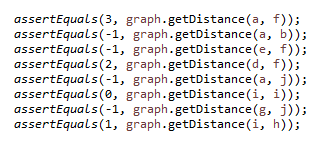 assertEquals(3, graph.getDistance(a, f));
assertEquals(-1, graph.getDistance(a, b));
assertEquals(-1, graph.getDistance(e, f));
assertEquals(2, graph.getDistance(d, f));
assertEquals(-1, graph.getDistance(a, j));
assertEquals(0, graph.getDistance(i, i));
assertEquals(-1, graph.getDistance(g, j));
assertEquals(1, graph.getDistance(i, h));